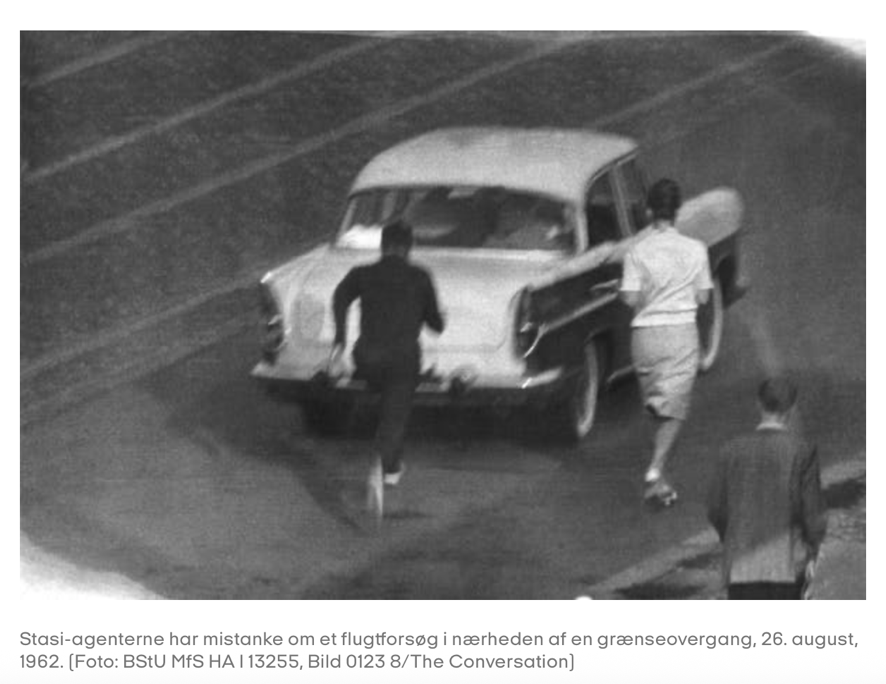 Stasi-agenterne har mistanke om et flugtforsøg i nærheden af en grænseovergang, 26. august,
1962. (Foto: BStU MfS HA I 13255, Bild 0123 8/The Conversation)